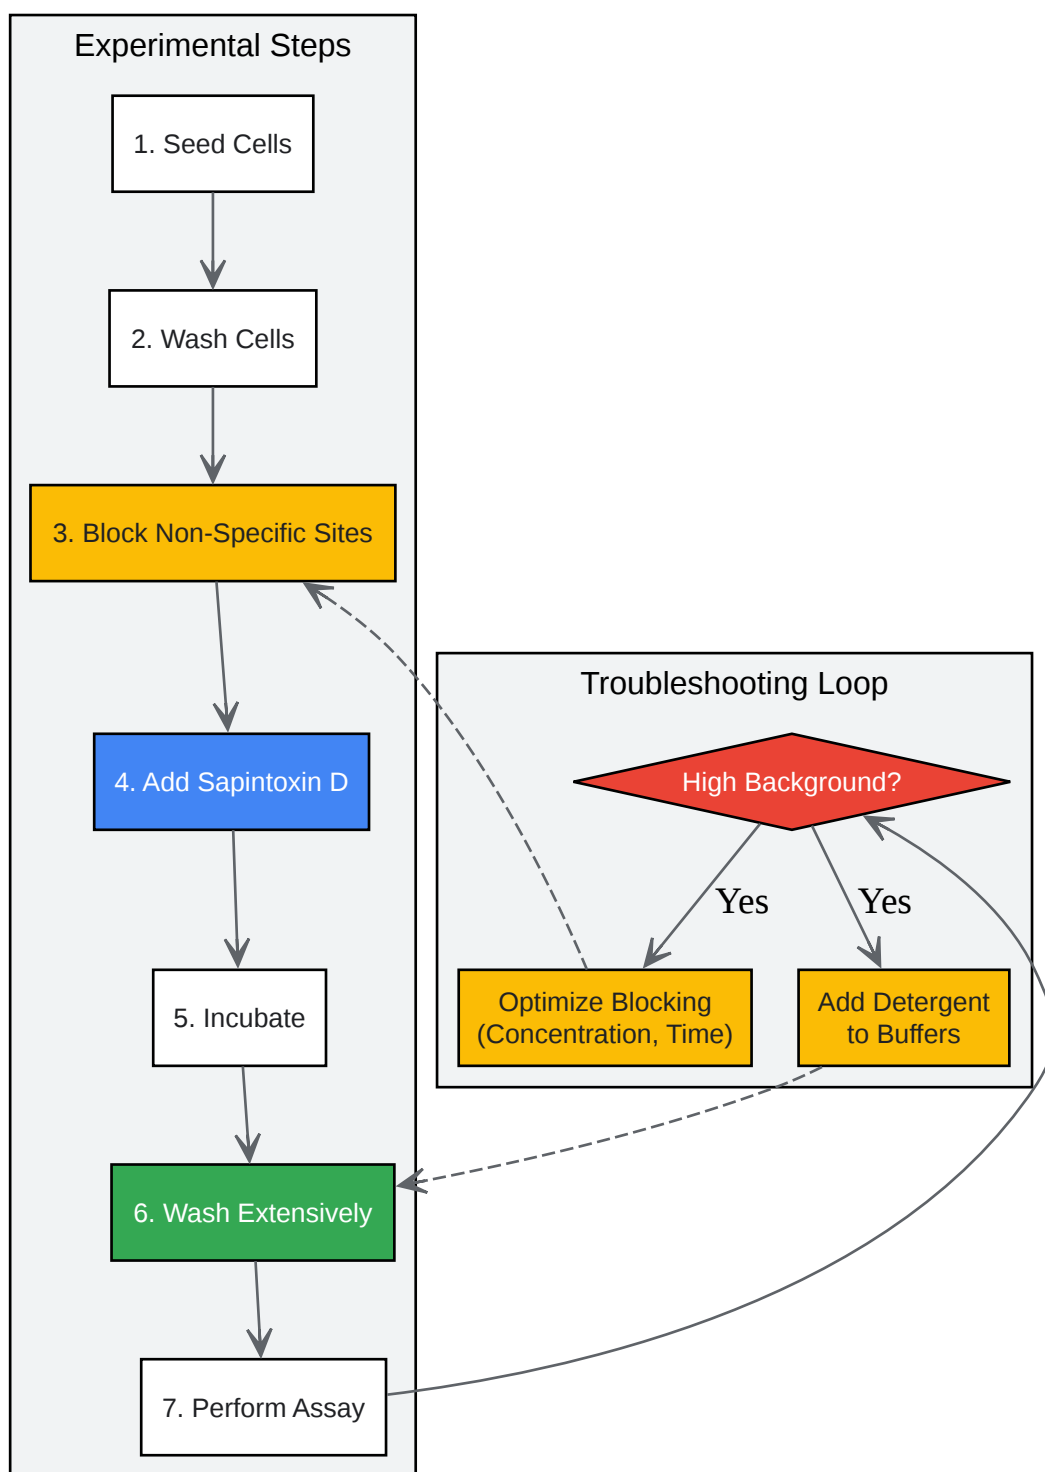 Experimental Steps
1. Seed Cells
2. Wash Cells
3. Block Non-Specific Sites
4. Add Sapintoxin D
5. Incubate
6. Wash Extensively
7. Perform Assay
Troubleshooting Loop
High Background?
Yes
Yes
Optimize Blocking
(Concentration, Time)
Add Detergent
to Buffers